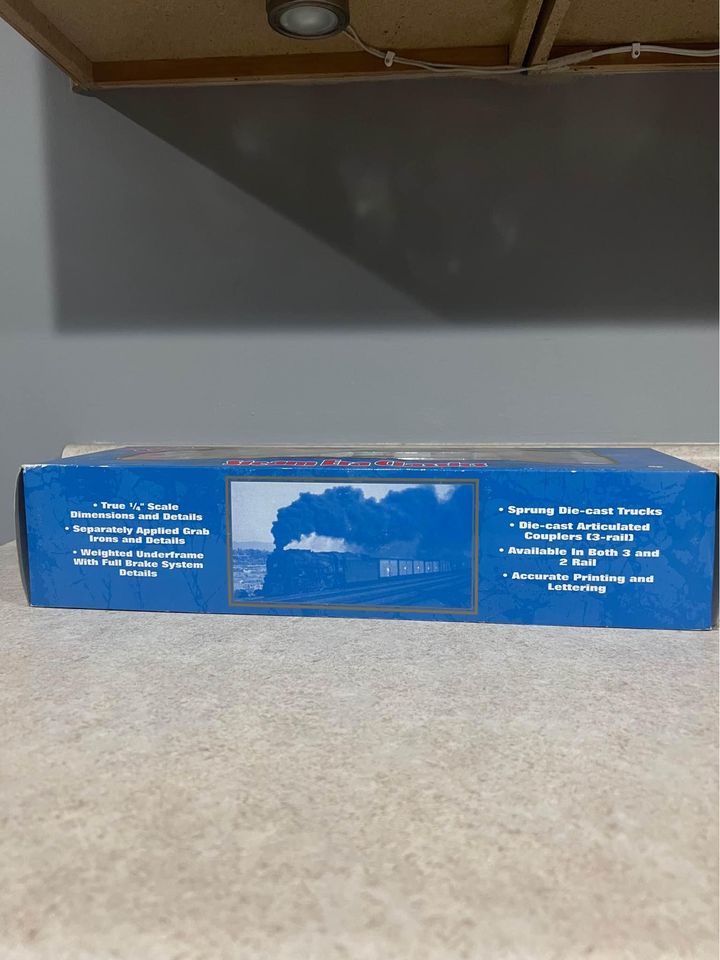 • True 1/4" Scale
Dimensions and Details
• Separately Applied Grab
Irons and Details
• Weighted Underframe
With Full Brake System
Details
• Sprung Die-cast Trucks
• Die-cast Articulated
Couplers (3-rail)
• Available In Both 3 and
2 Rail
• Accurate Printing and
Lettering